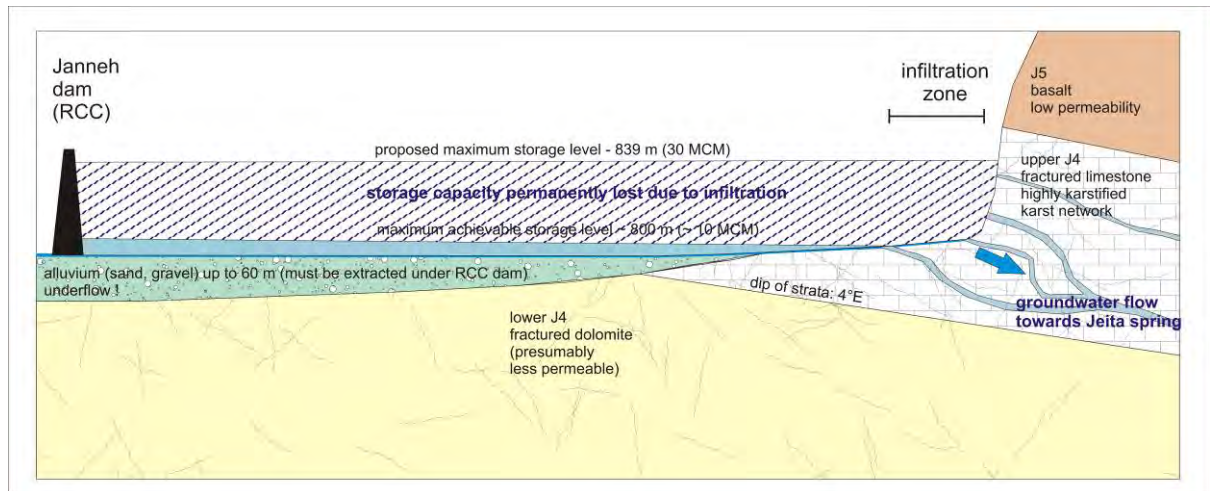 Janneh
dam
(RCC)
infiltration
zone
J5
basalt
low permeability
proposed maximum storage level - 839 m (30 MCM)
upper J4
fractured limestone
highly karstified
karst network
storage capacity permanently lost due to infiltration
maximum achievable storage level ~ 800 m (~ 10 MCM)
alluvium (sand, gravel) up to 60 m (must be extracted under RCC dam)
underflow !
dip of strata: 4°E
groundwater flow
towards Jeita spring
lower J4
fractured dolomite
(presumably
less permeable)